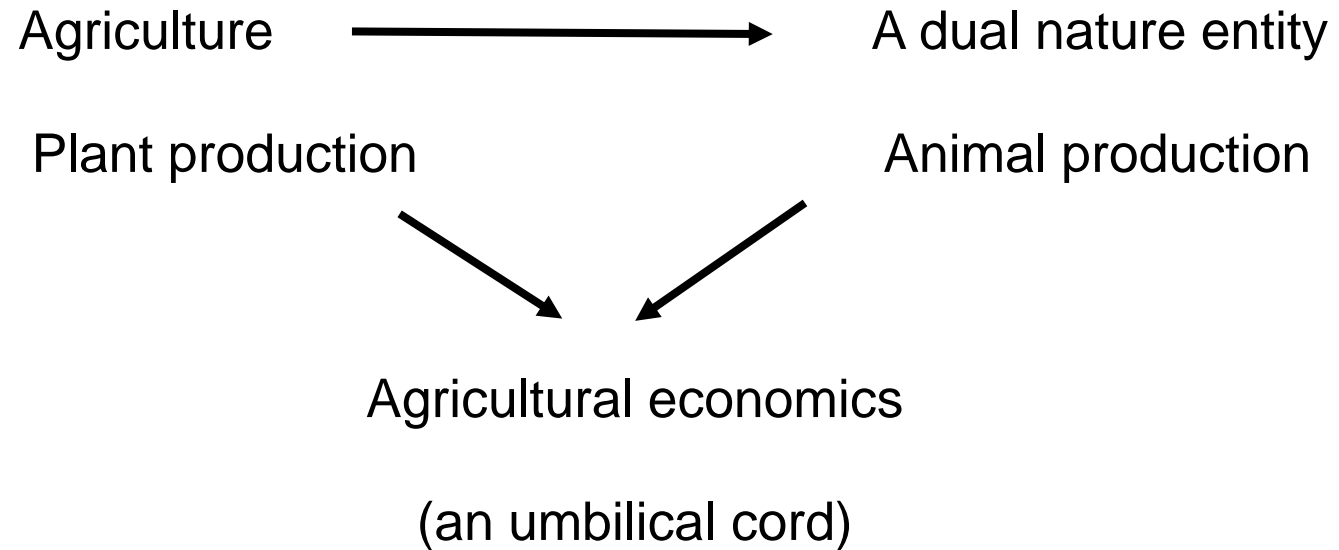 Agriculture A dual nature entity
Plant production Animal production
Agricultural economics
(an umbilical cord)